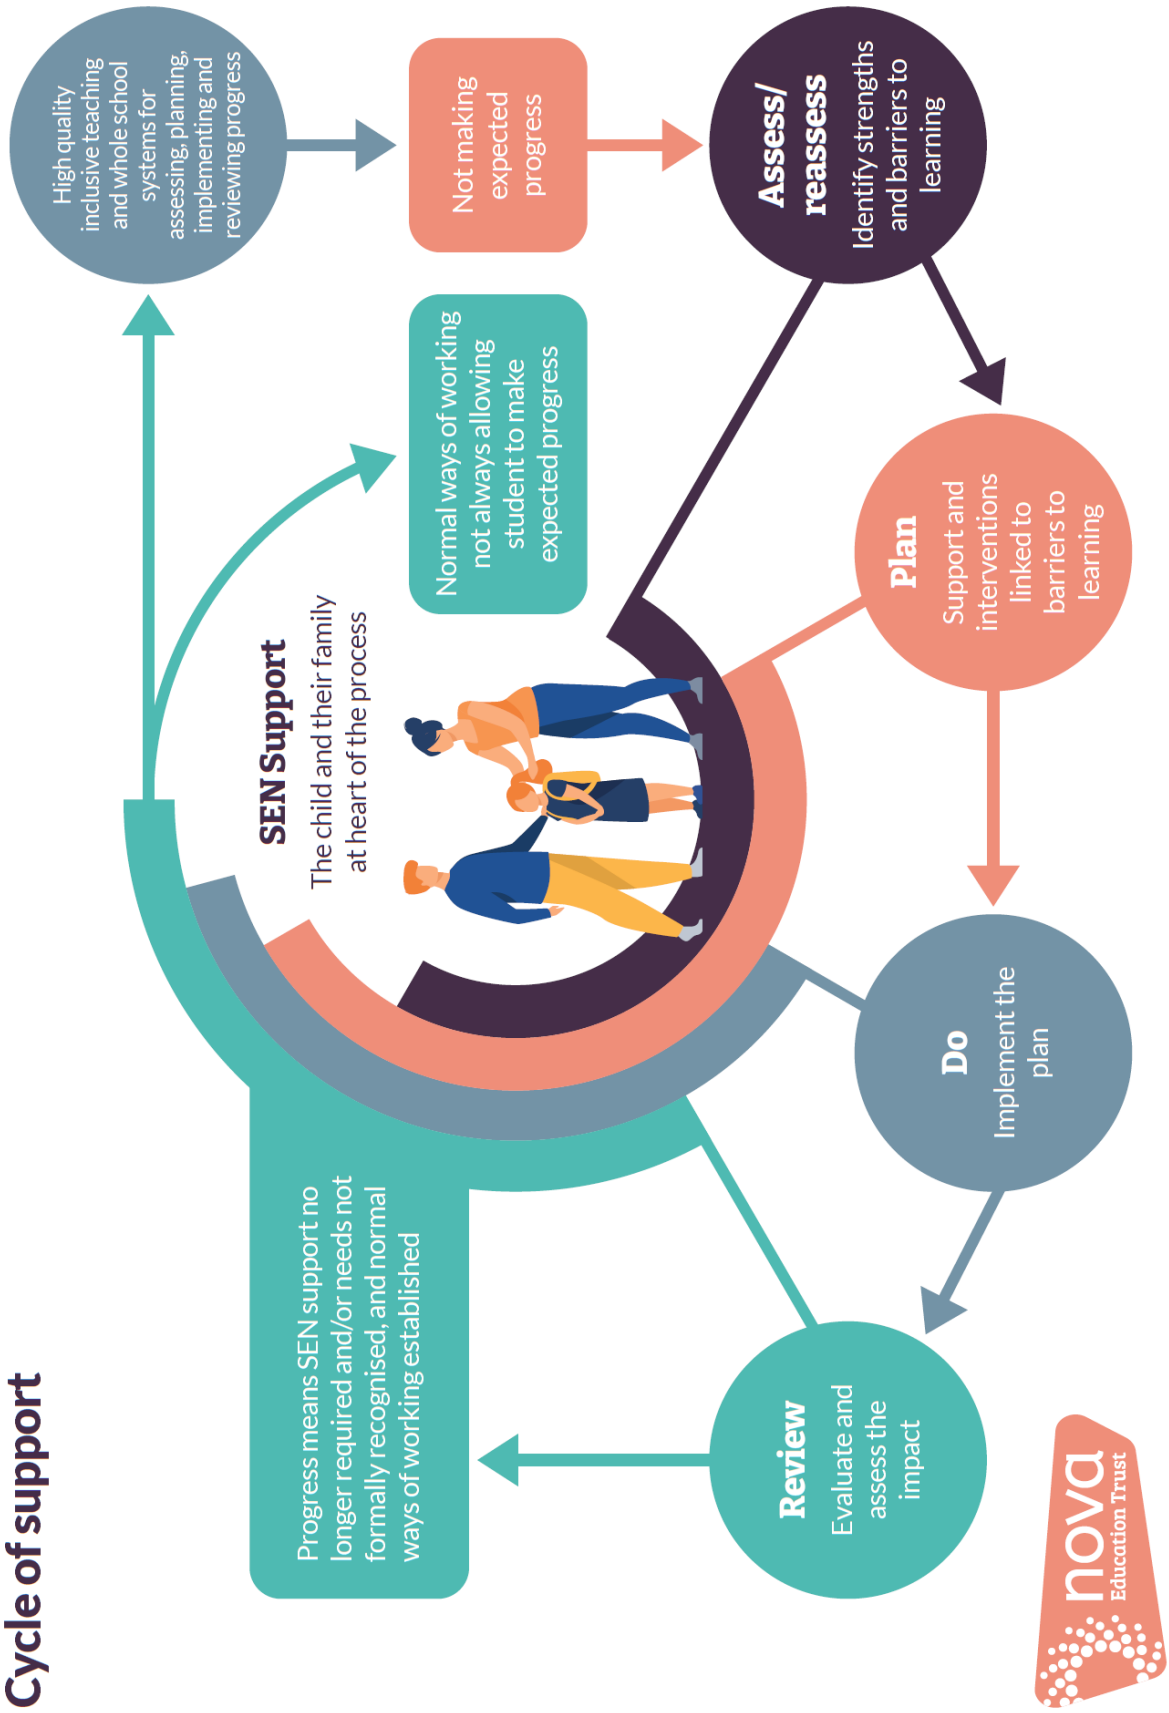 Cycle of support
High quality
inclusive teaching
and whole school
systems for
assessing, planning,
implementing and
reviewing progress
Not making
expected
progress
Assess/
reassess
Identify strengths
and barriers to
learning
Plan
Support and
interventions
linked to
barriers to
learning
Do
Implement the
plan
Review
Evaluate and
assess the
impact
Progress means SEN support no
longer required and/or needs not
formally recognised, and normal
ways of working established
Normal ways of working
not always allowing
student to make
expected progress
SEN Support
The child and their family
at heart of the process
nova
Education Trust